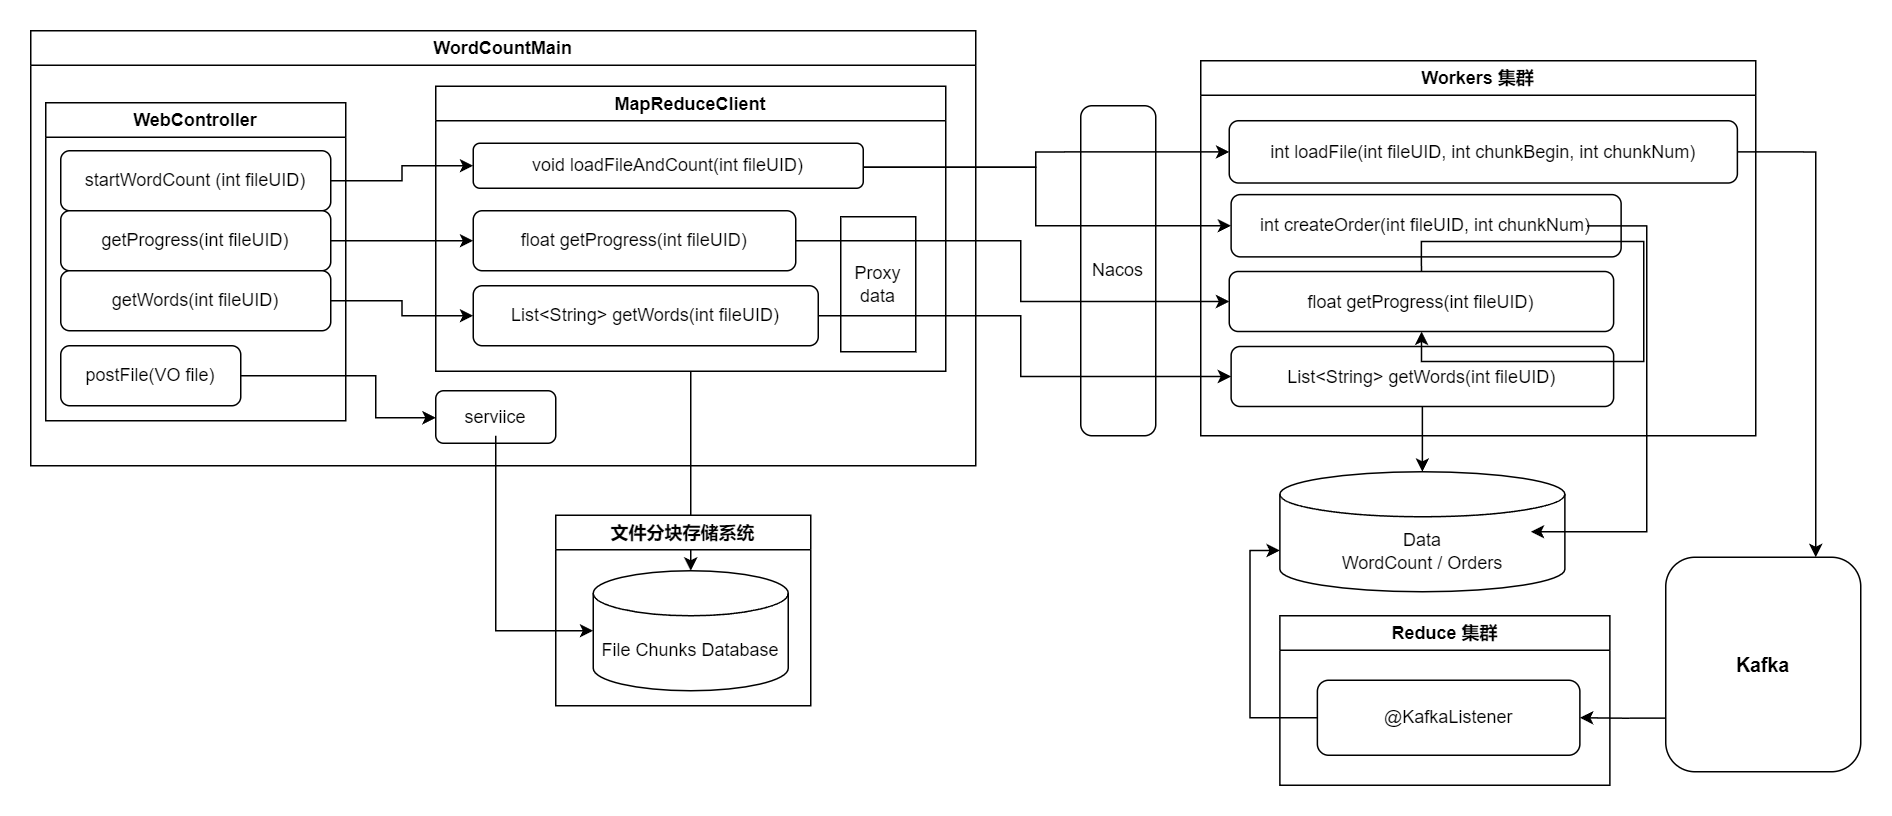 WordCountMain
WebController
startWordCount (int fileUID)
getProgress(int fileUID)
getWords(int fileUID)
postFile(VO file)
MapReduceClient
void loadFileAndCount(int fileUID)
float getProgress(int fileUID)
List<String> getWords(int fileUID)
Proxy
data
serviice
文件分块存储系统
File Chunks Database
Nacos
Workers 集群
int loadFile(int fileUID, int chunkBegin, int chunkNum)
int createOrder(int fileUID, int chunkNum)
float getProgress(int fileUID)
List<String> getWords(int fileUID)
Data
WordCount / Orders
Reduce 集群
@KafkaListener
Kafka